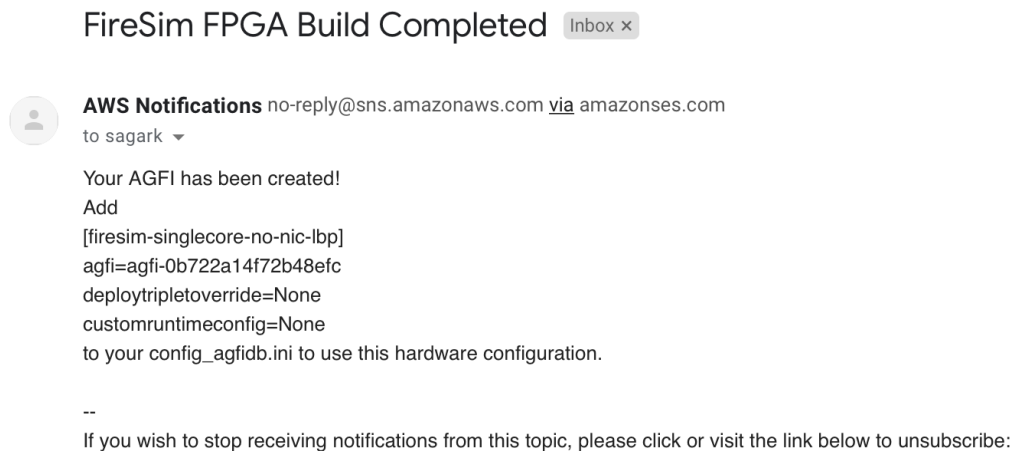 FireSim FPGA Build Completed Inbox ×
AWS Notifications no-reply@sns.amazonaws.com via amazonses.com
to sagark
Your AGFI has been created!
Add
[firesim-singlecore-no-nic-lbp]
agfi=agfi-0b722a14f72b48efc
deploytripletoverride=None
customruntimeconfig=None
to your config_agfidb.ini to use this hardware configuration.
--
If you wish to stop receiving notifications from this topic, please click or visit the link below to unsubscribe: